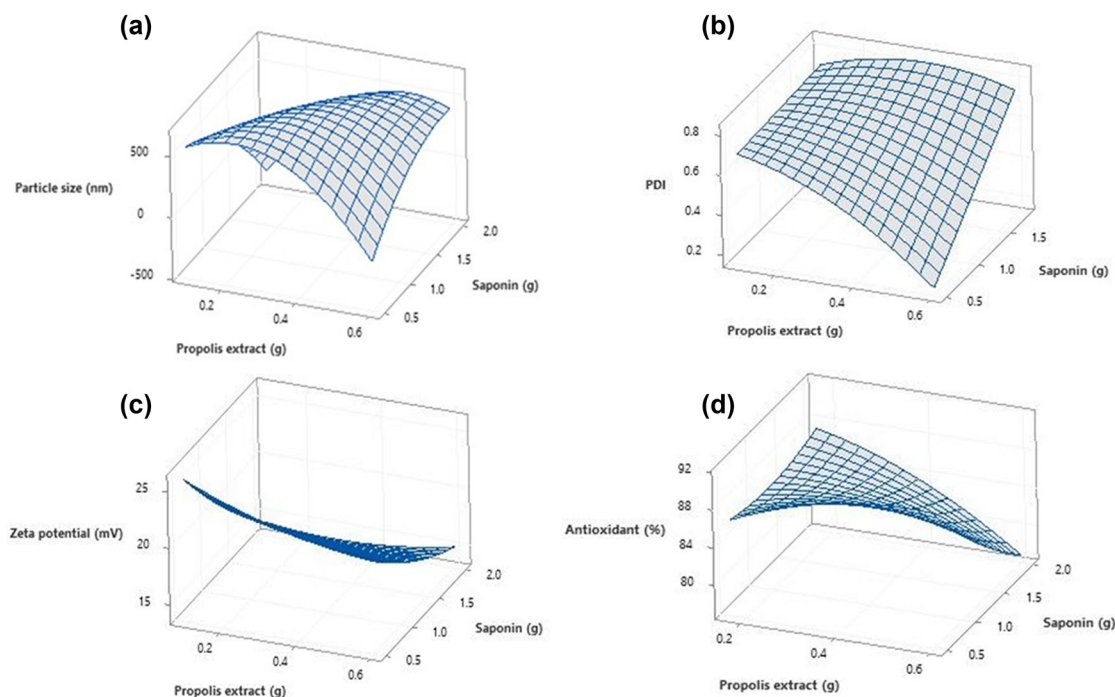 (a)
500
Particle size (nm)
0
-500
0.2
0.4
0.6
Propolis extract (g)
0.5
1.0
1.5
2.0
Saponin (g)
(b)
0.8
PDI
0.6
0.4
0.2
0.2
0.4
0.6
Propolis extract (g)
0.5
1.0
1.5
Saponin (g)
(c)
25
Zeta potential (mV)
20
15
0.2
0.4
0.6
Propolis extract (g)
0.5
1.0
1.5
2.0
Saponin (g)
(d)
92
88
Antioxidant (%)
84
80
0.2
0.4
0.6
Propolis extract (g)
0.5
1.0
1.5
2.0
Saponin (g)